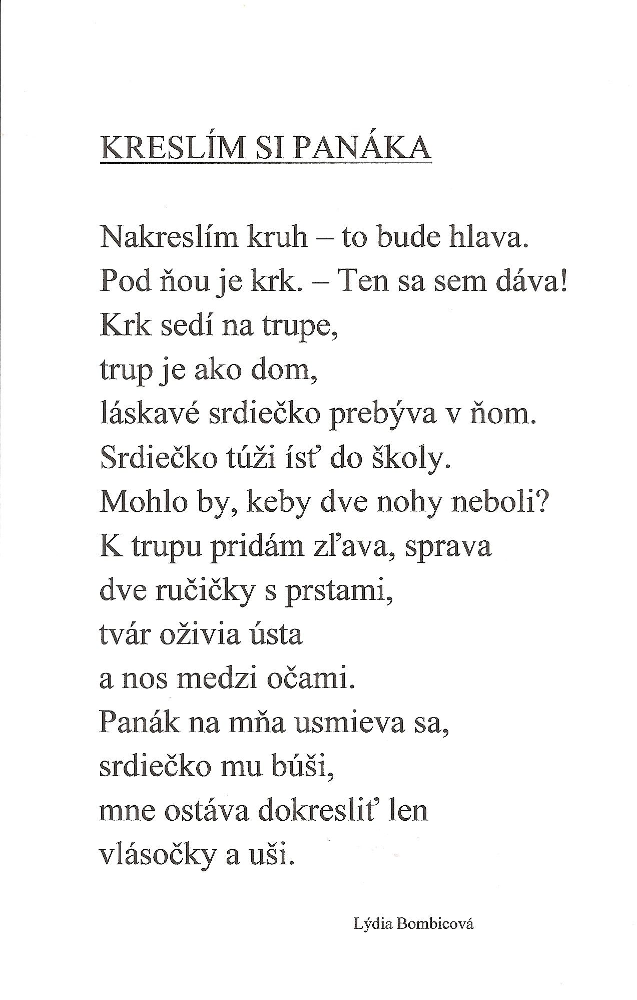 KRESLÍM SI PANÁKA
Nakreslím kruh – to bude hlava.
Pod ňou je krk. – Ten sa sem dáva!
Krk sedí na trupe,
trup je ako dom,
láskavé srdiečko prebýva v ňom.
Srdiečko túži ísť do školy.
Mohlo by, keby dve nohy neboli?
K trupu pridám zľava, sprava
dve ručičky s prstami,
tvár oživia ústa
a nos medzi očami.
Panák na mňa usmieva sa,
srdiečko mu búši,
mne ostáva dokresliť len
vlásočky a uši.
Lýdia Bombicová